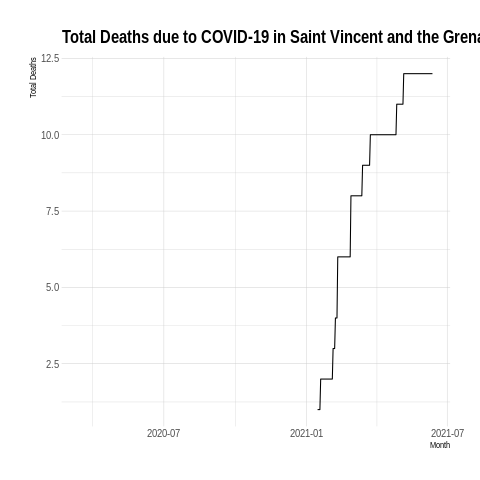 Total Deaths due to COVID-19 in Saint Vincent and the Grena
12.5
Total Deaths
10.0
7.5
5.0
2.5
2020-07
2021-01
2021-07
Month